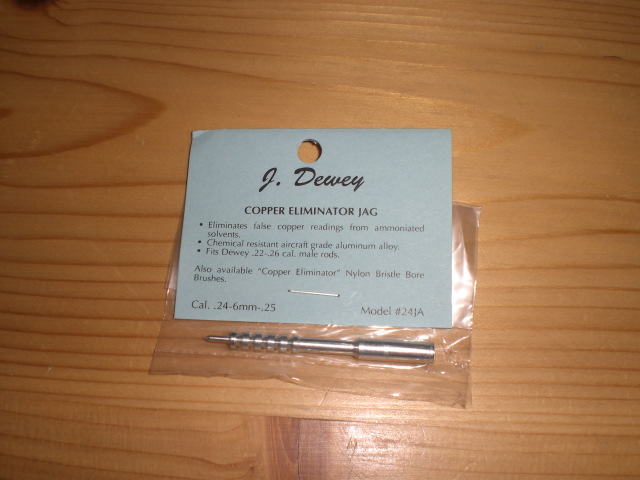 J. Dewey
COPPER ELIMINATOR JAG
• Eliminates false copper readings from ammoniated
solvents.
• Chemical resistant aircraft grade aluminum alloy.
• Fits Dewey .22-.26 cal. male rods.
Also available "Copper Eliminator" Nylon Bristle Bore
Brushes.
Cal. .24-6mm-.25 Model #24JA